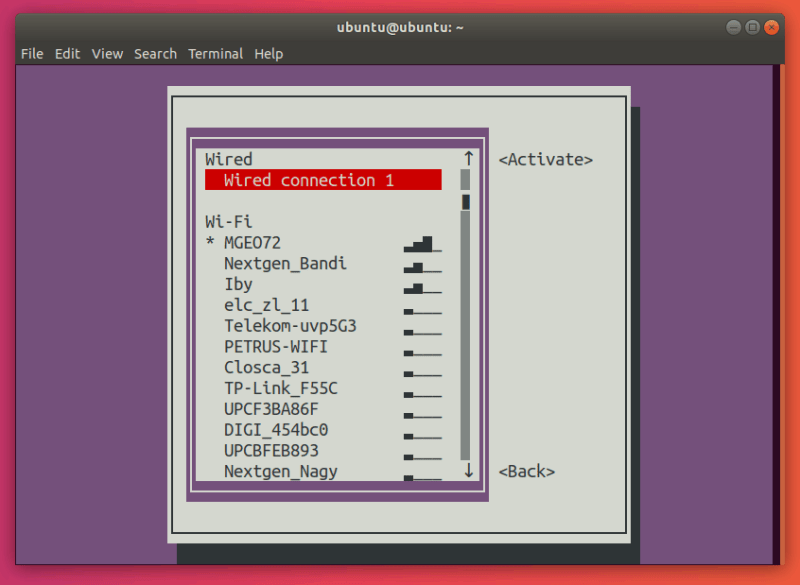 ubuntu@ubuntu: ~
File Edit View Search Terminal Help
Wired ↑ <Activate>
Wired connection 1
Wi-Fi
* MGEO72
Nextgen_Bandi
Iby
elc_zl_11
Telekom-uvp5G3
PETRUS-WIFI
Closca_31
TP-Link_F55C
UPCF3BA86F
DIGI_454bc0
UPCBFEB893
Nextgen_Nagy ↓ <Back>